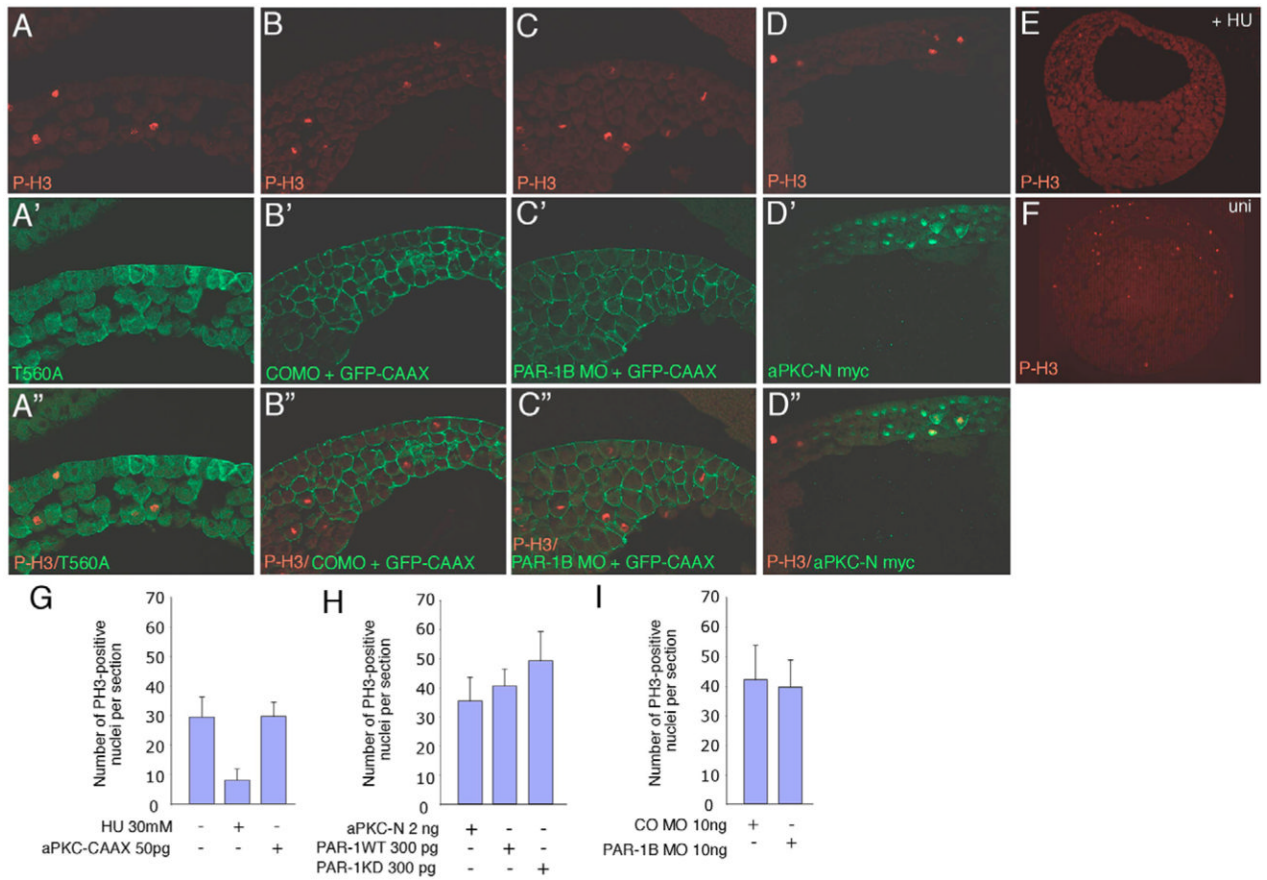 A
P-H3
B
P-H3
C
P-H3
D
P-H3
E
+ HU
P-H3
A’
T560A
B’
COMO + GFP-CAAX
C’
PAR-1B MO + GFP-CAAX
D’
aPKC-N myc
F
uni
P-H3
A”
P-H3/T560A
B”
P-H3/COMO + GFP-CAAX
C”
P-H3/
PAR-1B MO + GFP-CAAX
D”
P-H3/aPKC-N myc
G
Number of PH3-positive
nuclei per section
70
60
50
40
30
20
10
0
HU 30mM - + -
aPKC-CAAX 50pg - - +
H
Number of PH3-positive
nuclei per section
70
60
50
40
30
20
10
0
aPKC-N 2 ng + - -
PAR-1WT 300 pg - + -
PAR-1KD 300 pg - - +
I
Number of PH3-positive
nuclei per section
70
60
50
40
30
20
10
0
CO MO 10ng + -
PAR-1B MO 10ng - +